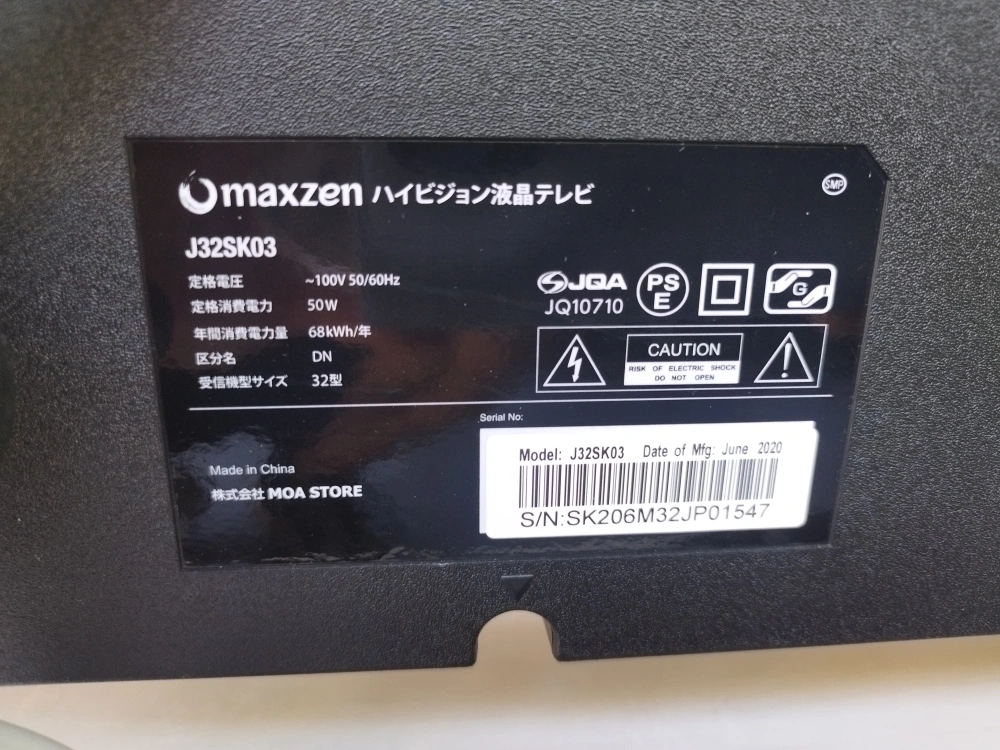 maxzen ハイビジョン液晶テレビ
SMP
J32SK03
定格電圧 ~100V 50/60Hz
定格消費電力 50W
年間消費電力量 68kWh/年
区分名 DN
受信機型サイズ 32型
JQA
JQ10710
PS
E
G
CAUTION
RISK OF ELECTRIC SHOCK
DO NOT OPEN
Serial No:
Model: J32SK03 Date of Mfg: June 2020
S/N:SK206M32JP01547
Made in China
株式会社 MOA STORE